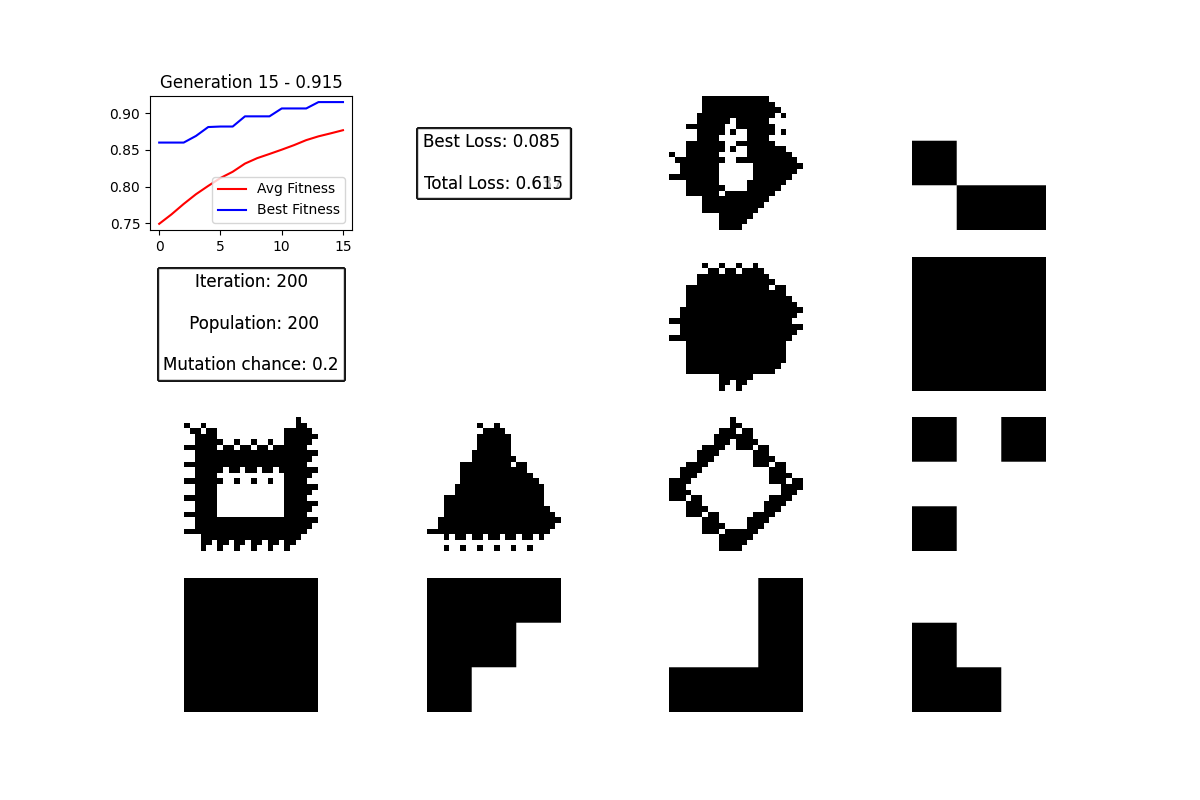 Generation 15 - 0.915
0.90
0.85
0.80
0.75
Avg Fitness
Best Fitness
0 5 10 15
Best Loss: 0.085
Total Loss: 0.615
Iteration: 200
Population: 200
Mutation chance: 0.2